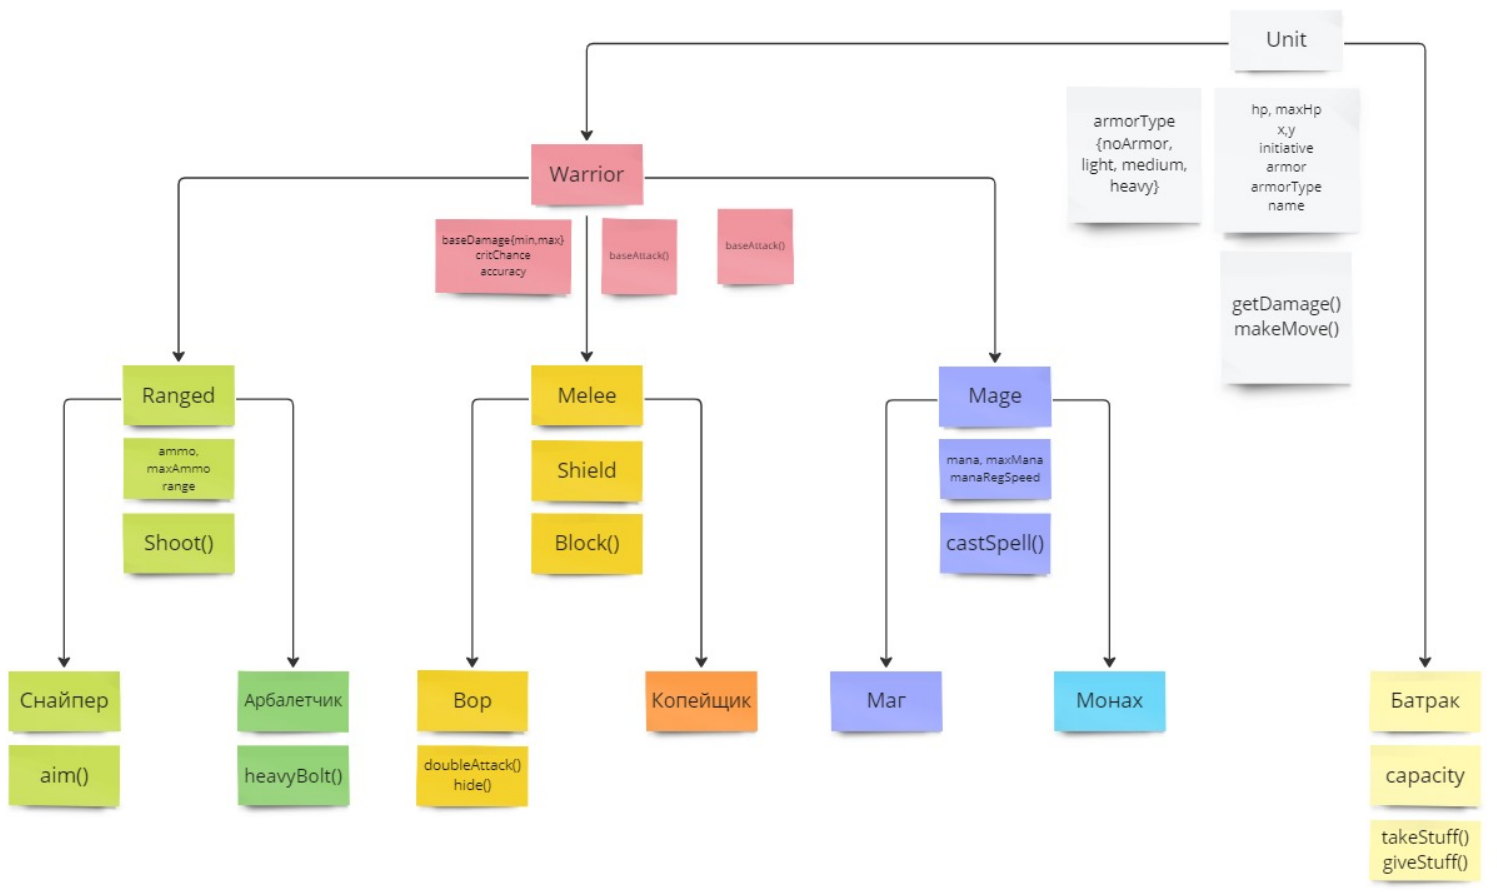 Unit
armorType
{noArmor,
light, medium,
heavy}
hp, maxHp
x,y
initiative
armor
armorType
name
getDamage()
makeMove()
Warrior
baseDamage{min,max}
critChance
accuracy
baseAttack()
baseAttack()
Ranged
ammo,
maxAmmo
range
Shoot()
Melee
Shield
Block()
Mage
mana, maxMana
manaRegSpeed
castSpell()
Снайпер
aim()
Арбалетчик
heavyBolt()
Вор
doubleAttack()
hide()
Копейщик
Маг
Монах
Батрак
capacity
takeStuff()
giveStuff()